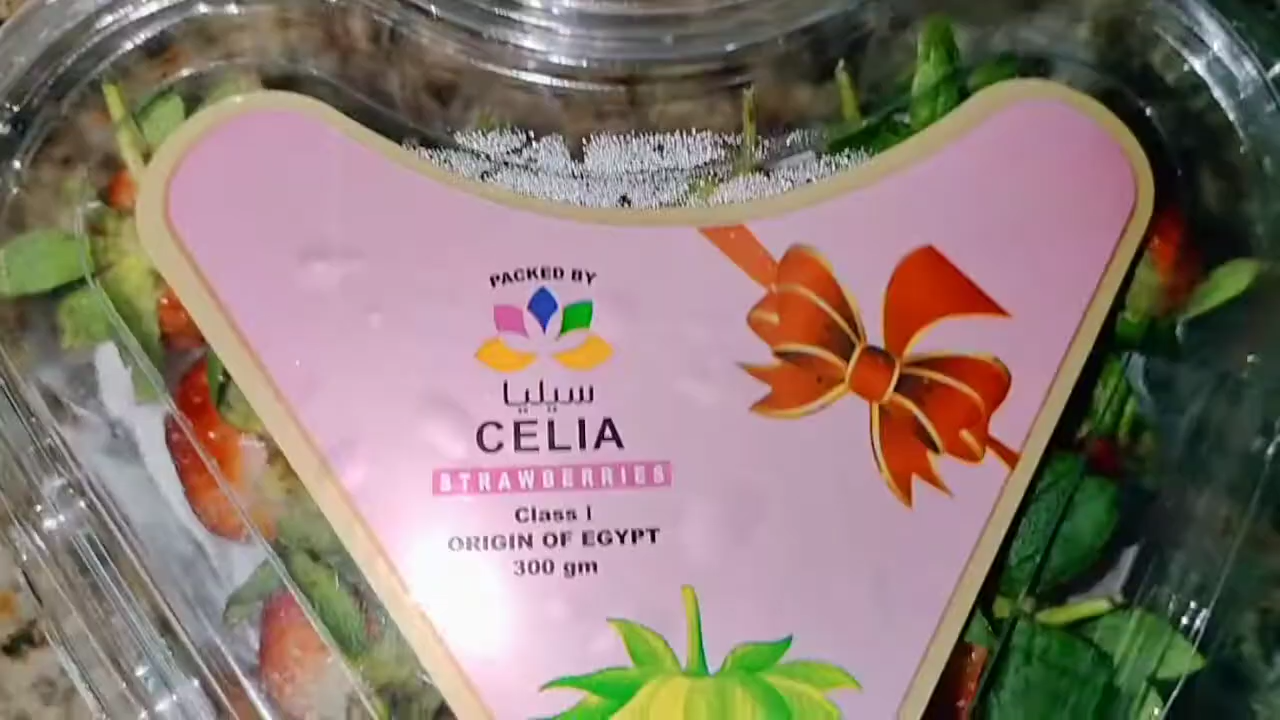 PACKED BY
سيليا
CELIA
STRAWBERRIES
Class I
ORIGIN OF EGYPT
300 gm